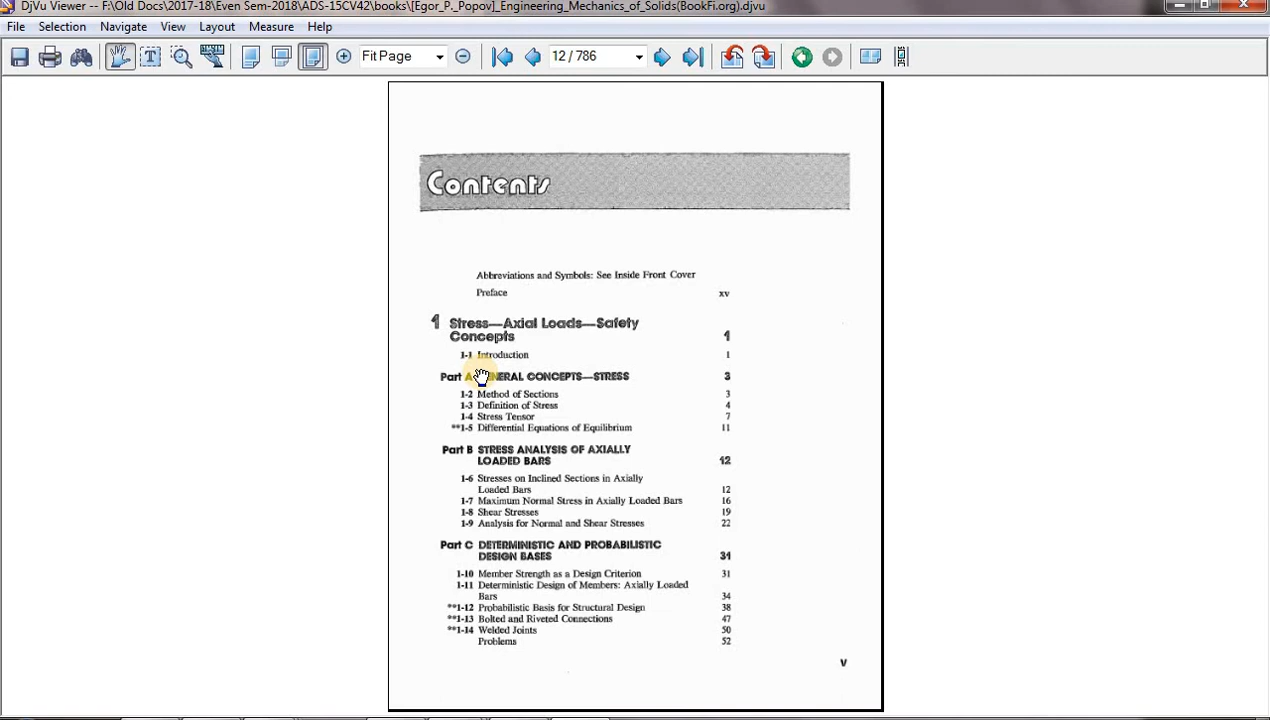 DjVu Viewer -- F:\Old Docs\2017-18\Even Sem-2018\ADS-15CV42\books\[Egor_P._Popov]_Engineering_Mechanics_of_Solids(BookFi.org).djvu
File Selection Navigate View Layout Measure Help
Fit Page 12 / 786
Contents
Abbreviations and Symbols: See Inside Front Cover
Preface xv
1 Stress—Axial Loads—Safety
Concepts 1
1-1 Introduction 1
Part A GENERAL CONCEPTS—STRESS 3
1-2 Method of Sections 3
1-3 Definition of Stress 4
1-4 Stress Tensor 7
**1-5 Differential Equations of Equilibrium 11
Part B STRESS ANALYSIS OF AXIALLY
LOADED BARS 12
1-6 Stresses on Inclined Sections in Axially
Loaded Bars 12
1-7 Maximum Normal Stress in Axially Loaded Bars 16
1-8 Shear Stresses 19
1-9 Analysis for Normal and Shear Stresses 22
Part C DETERMINISTIC AND PROBABILISTIC
DESIGN BASES 31
1-10 Member Strength as a Design Criterion 31
1-11 Deterministic Design of Members: Axially Loaded
Bars 34
**1-12 Probabilistic Basis for Structural Design 38
**1-13 Bolted and Riveted Connections 47
**1-14 Welded Joints 50
Problems 52
v